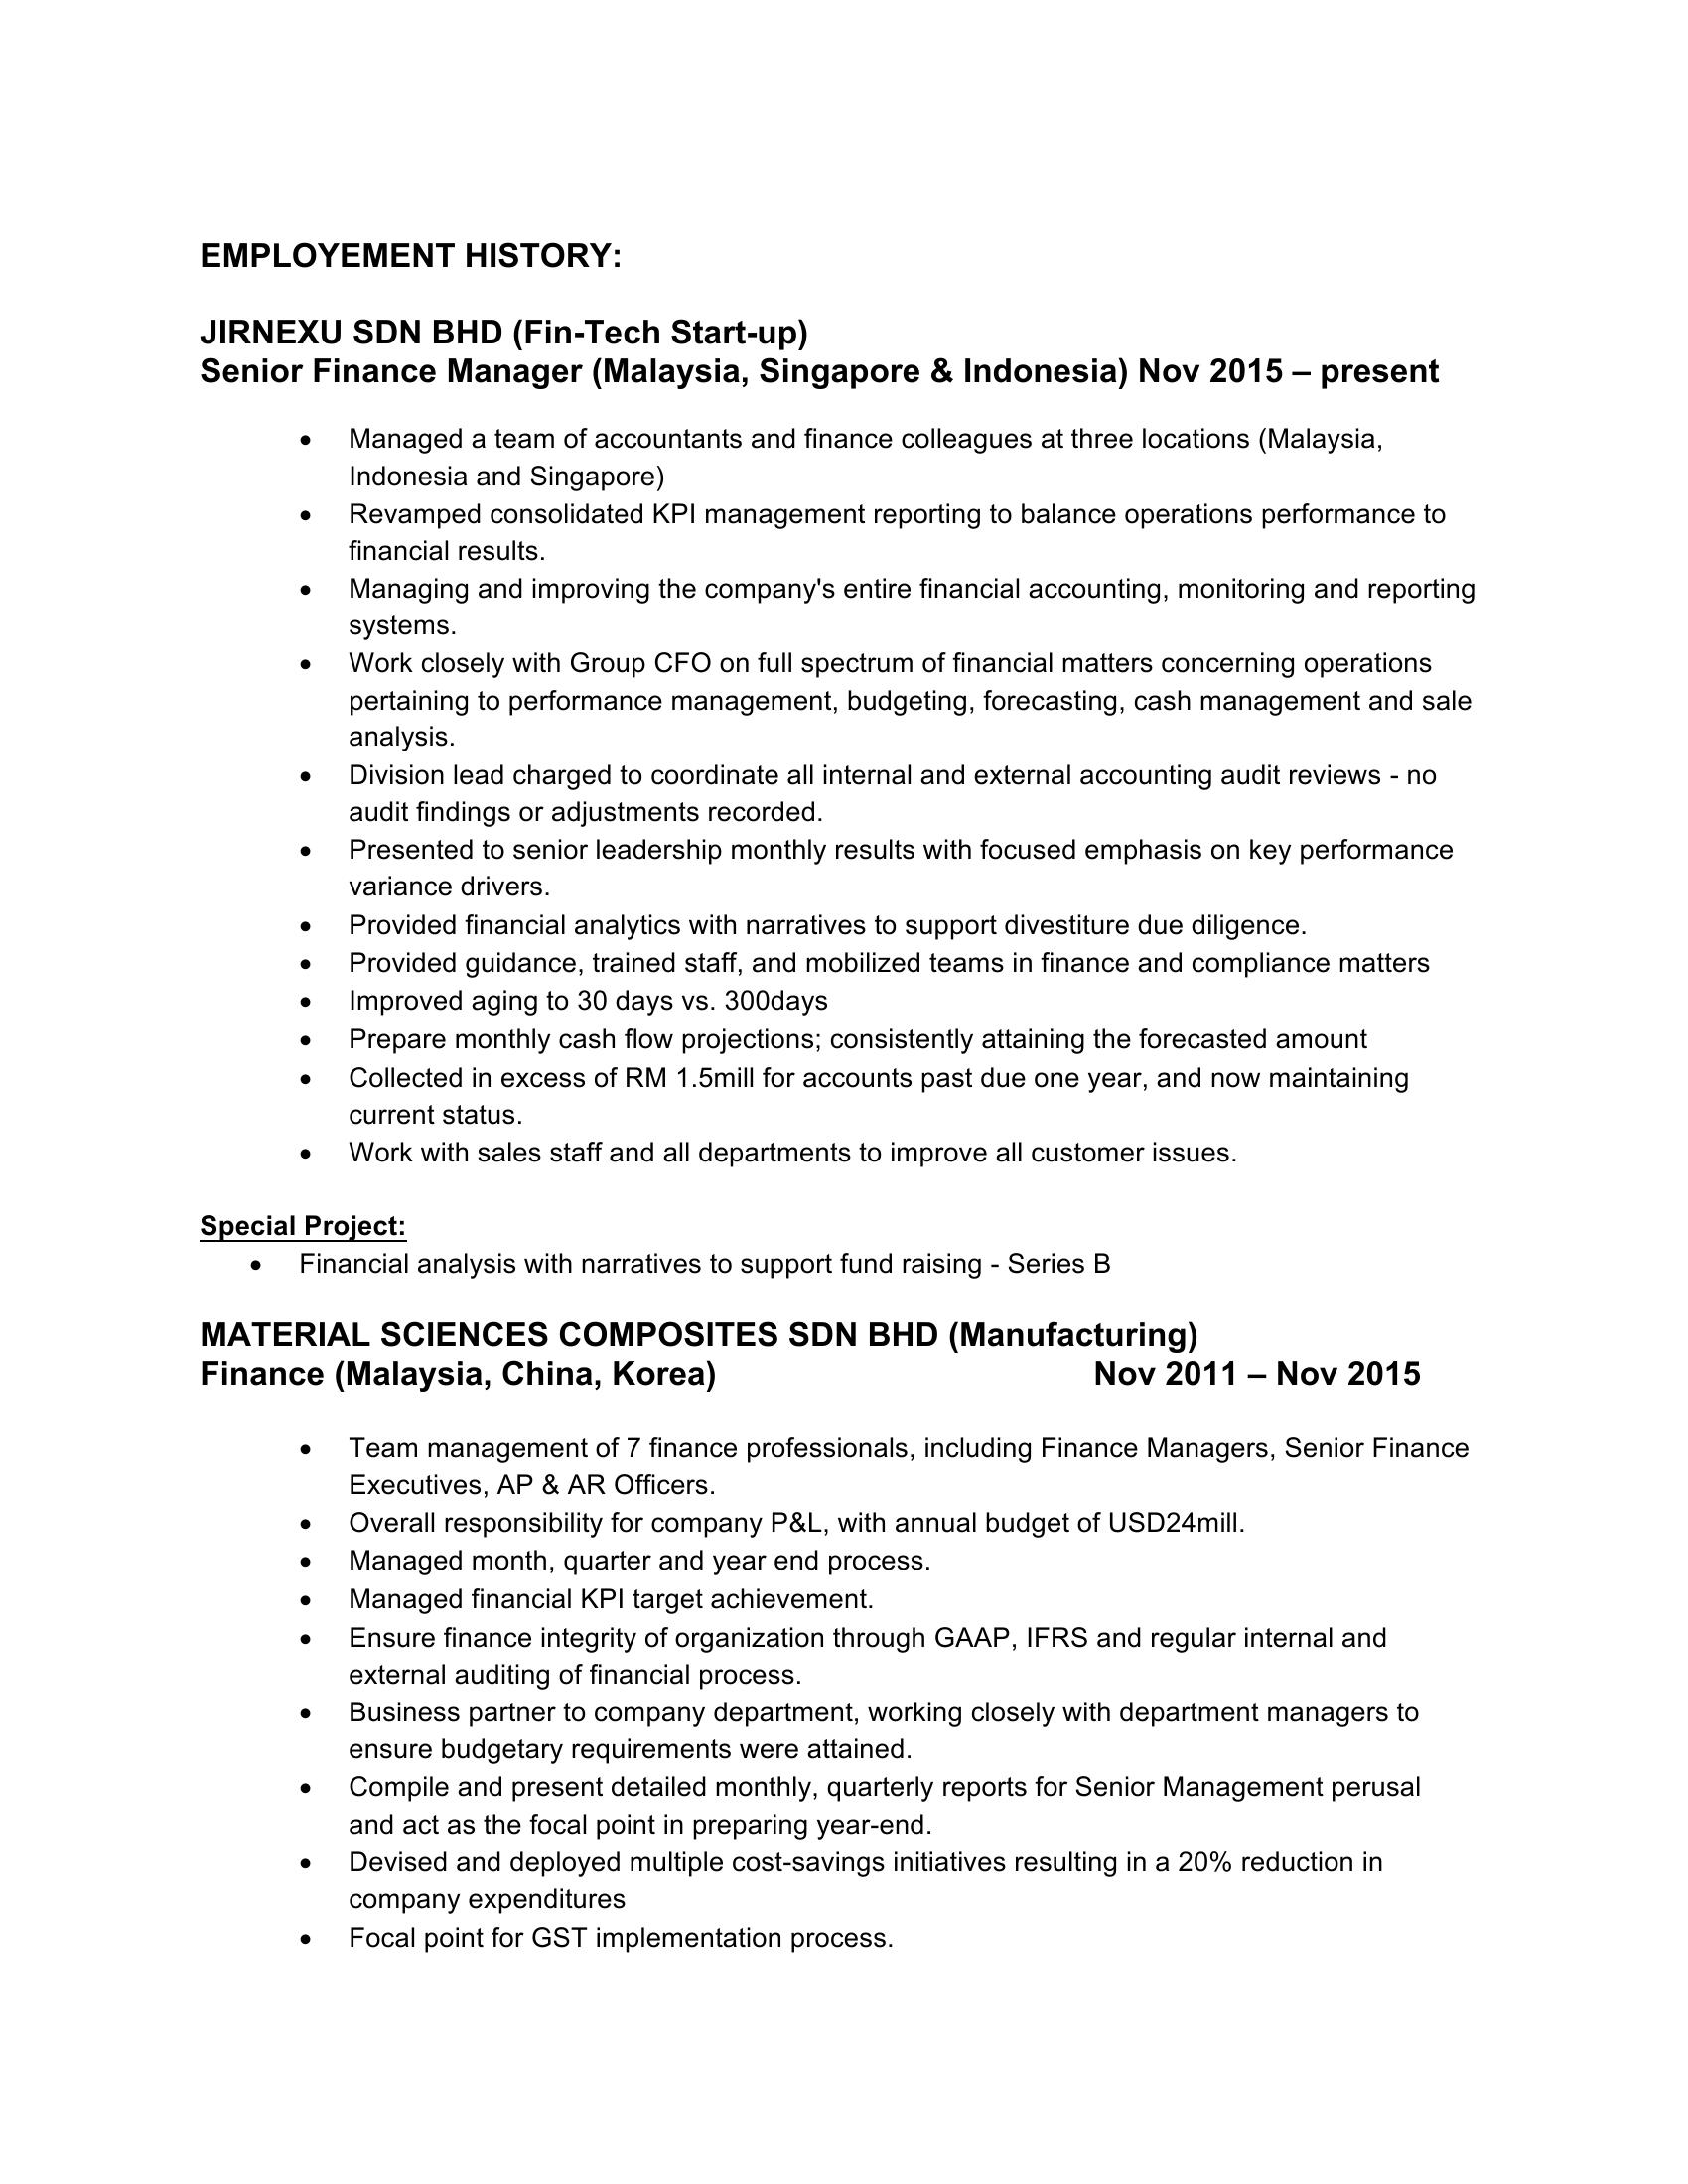 EMPLOYEMENT HISTORY:
JIRNEXU SDN BHD (Fin-Tech Start-up)
Senior Finance Manager (Malaysia, Singapore & Indonesia) Nov 2015 – present
• Managed a team of accountants and finance colleagues at three locations (Malaysia,
Indonesia and Singapore)
• Revamped consolidated KPI management reporting to balance operations performance to
financial results.
• Managing and improving the company's entire financial accounting, monitoring and reporting
systems.
• Work closely with Group CFO on full spectrum of financial matters concerning operations
pertaining to performance management, budgeting, forecasting, cash management and sale
analysis.
• Division lead charged to coordinate all internal and external accounting audit reviews - no
audit findings or adjustments recorded.
• Presented to senior leadership monthly results with focused emphasis on key performance
variance drivers.
• Provided financial analytics with narratives to support divestiture due diligence.
• Provided guidance, trained staff, and mobilized teams in finance and compliance matters
• Improved aging to 30 days vs. 300days
• Prepare monthly cash flow projections; consistently attaining the forecasted amount
• Collected in excess of RM 1.5mill for accounts past due one year, and now maintaining
current status.
• Work with sales staff and all departments to improve all customer issues.
Special Project:
• Financial analysis with narratives to support fund raising - Series B
MATERIAL SCIENCES COMPOSITES SDN BHD (Manufacturing)
Finance (Malaysia, China, Korea) Nov 2011 – Nov 2015
• Team management of 7 finance professionals, including Finance Managers, Senior Finance
Executives, AP & AR Officers.
• Overall responsibility for company P&L, with annual budget of USD24mill.
• Managed month, quarter and year end process.
• Managed financial KPI target achievement.
• Ensure finance integrity of organization through GAAP, IFRS and regular internal and
external auditing of financial process.
• Business partner to company department, working closely with department managers to
ensure budgetary requirements were attained.
• Compile and present detailed monthly, quarterly reports for Senior Management perusal
and act as the focal point in preparing year-end.
• Devised and deployed multiple cost-savings initiatives resulting in a 20% reduction in
company expenditures
• Focal point for GST implementation process.